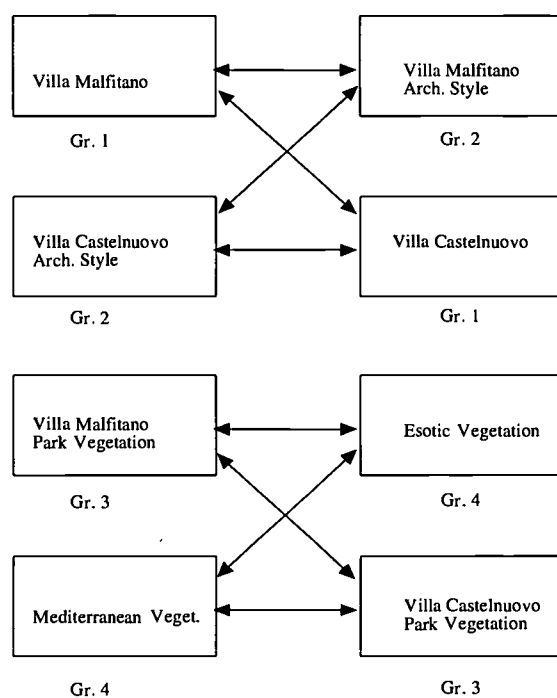 Villa Malfitano
Villa Malfitano
Arch. Style
Gr. 1
Gr. 2
Villa Castelnuovo
Arch. Style
Villa Castelnuovo
Gr. 2
Gr. 1
Villa Malfitano
Park Vegetation
Esotic Vegetation
Gr. 3
Gr. 4
Mediterranean Veget.
Villa Castelnuovo
Park Vegetation
Gr. 4
Gr. 3